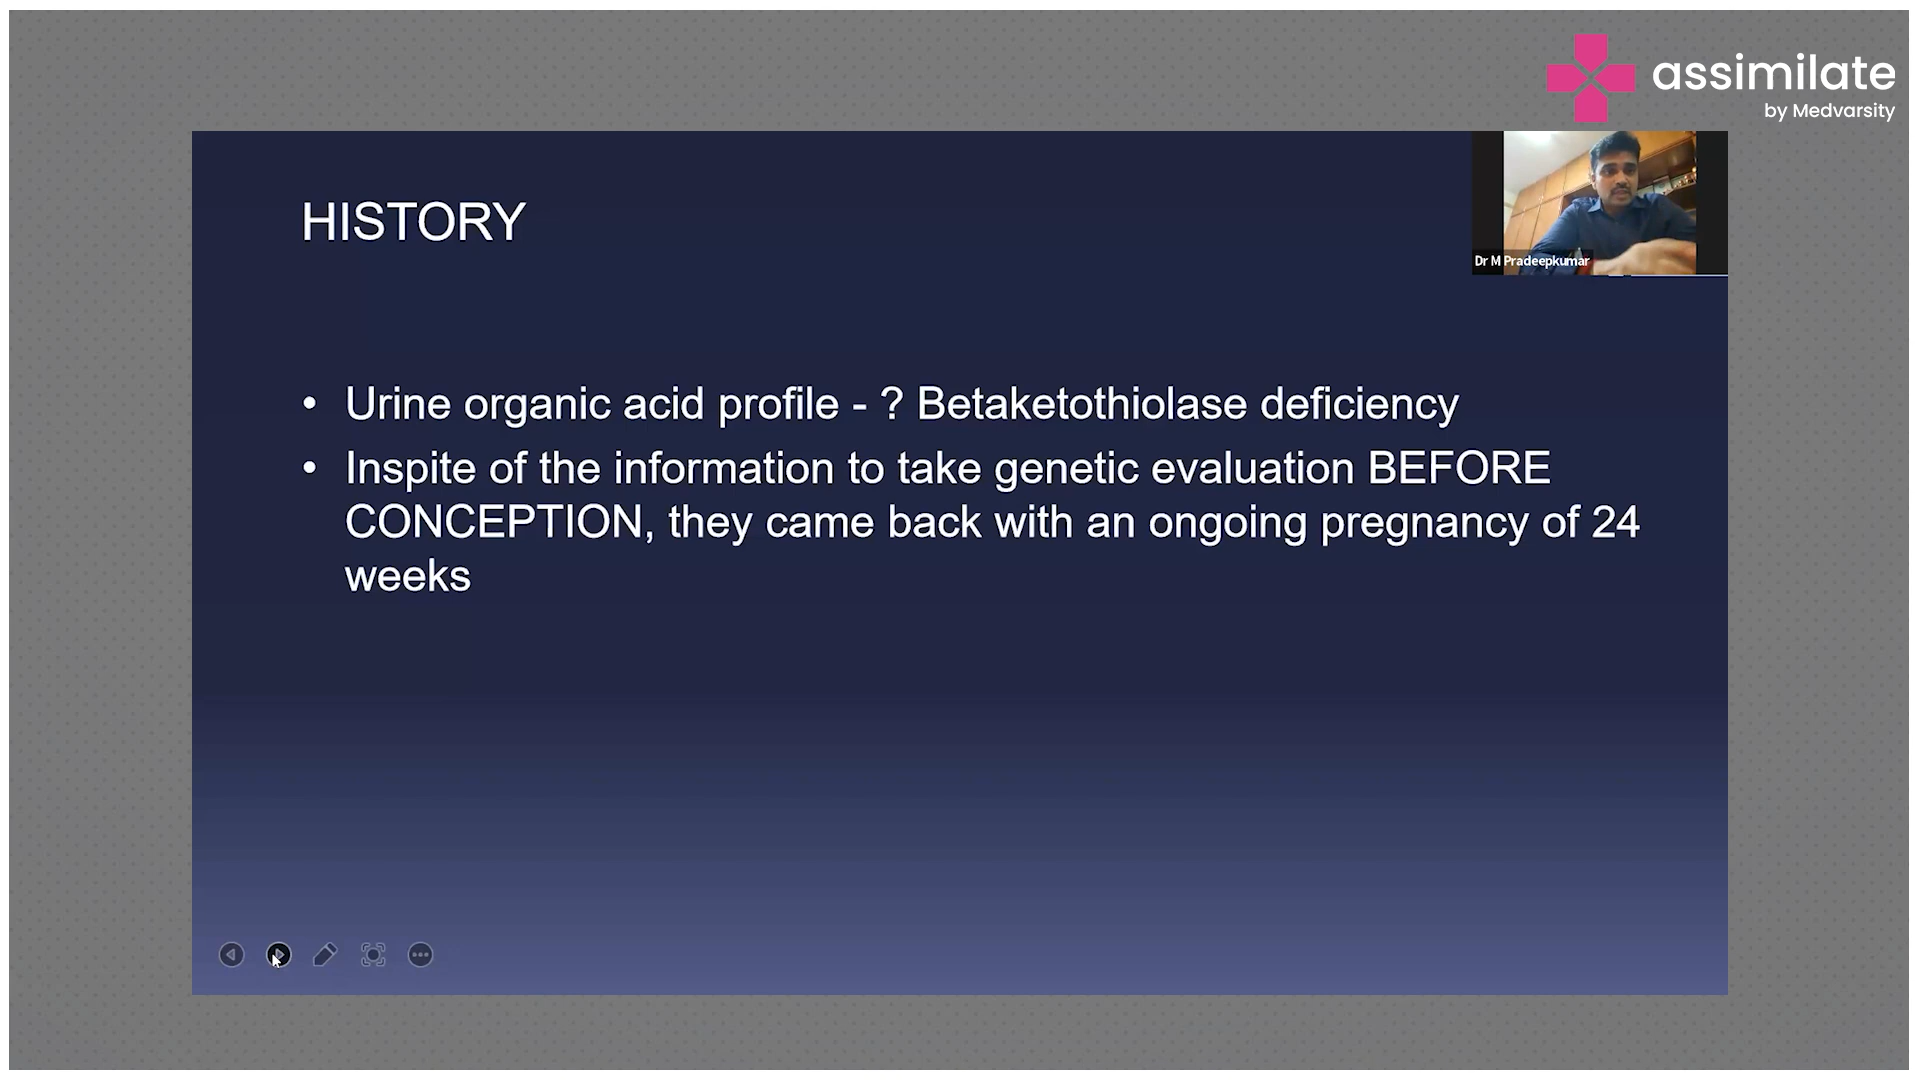 assimilate
by Medvarsity
HISTORY
Dr M Pradeepkumar
• Urine organic acid profile - ? Betaketothiolase deficiency
• Inspite of the information to take genetic evaluation BEFORE
CONCEPTION, they came back with an ongoing pregnancy of 24
weeks